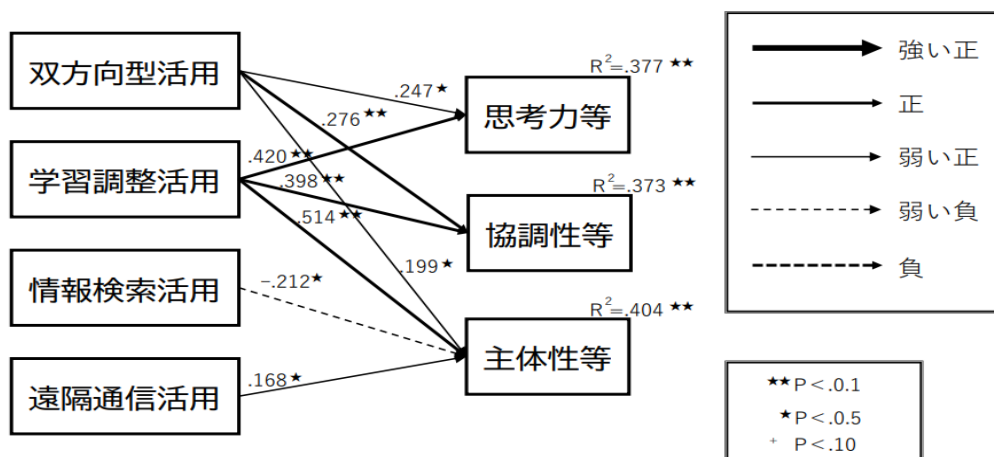 双方向型活用
学習調整活用
情報検索活用
遠隔通信活用
.247★
.276★★
.420★★
.398★★
.514★★
.199★
−.212★
.168★
R²=.377 ★★
思考力等
R²=.373 ★★
協調性等
R²=.404 ★★
主体性等
強い正
正
弱い正
弱い負
負
★★P<.0.1
★P<.0.5
+ P<.10